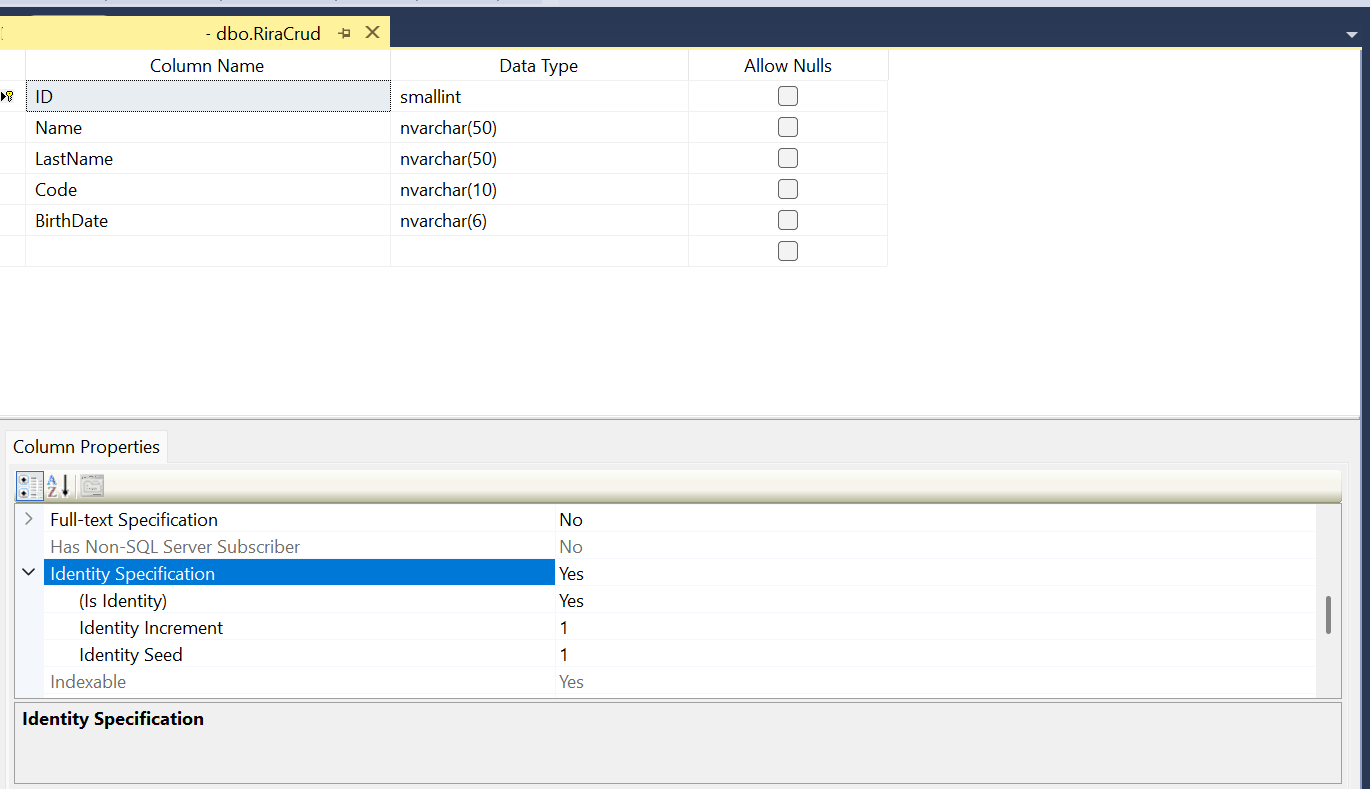 - dbo.RiraCrud
Column Name Data Type Allow Nulls
ID smallint
Name nvarchar(50)
LastName nvarchar(50)
Code nvarchar(10)
BirthDate nvarchar(6)
Column Properties
Full-text Specification No
Has Non-SQL Server Subscriber No
Identity Specification Yes
(Is Identity) Yes
Identity Increment 1
Identity Seed 1
Indexable Yes
Identity Specification